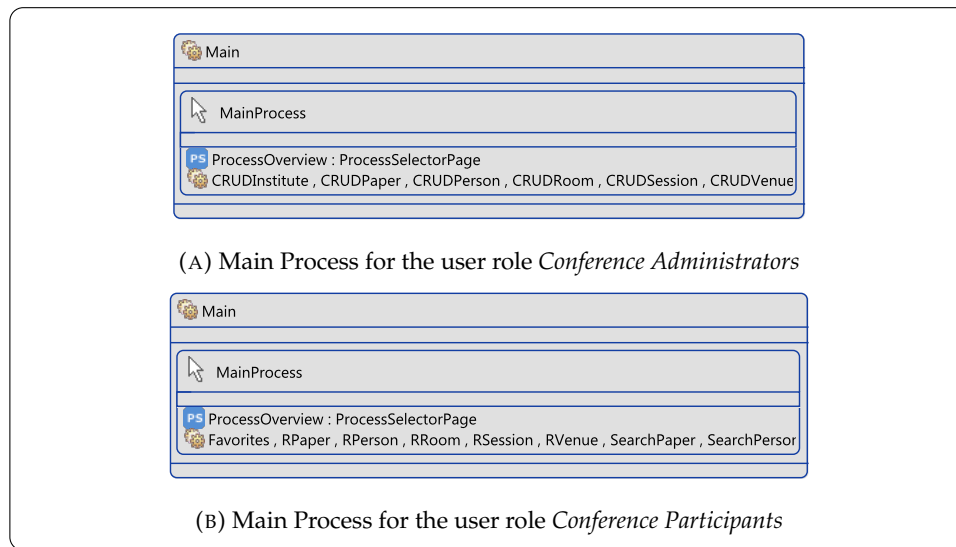 Main
MainProcess
PS ProcessOverview : ProcessSelectorPage
CRUDInstitute , CRUDPaper , CRUDPerson , CRUDRoom , CRUDSession , CRUDVenue
(A) Main Process for the user role Conference Administrators
Main
MainProcess
PS ProcessOverview : ProcessSelectorPage
Favorites , RPaper , RPerson , RRoom , RSession , RVenue , SearchPaper , SearchPerson
(B) Main Process for the user role Conference Participants